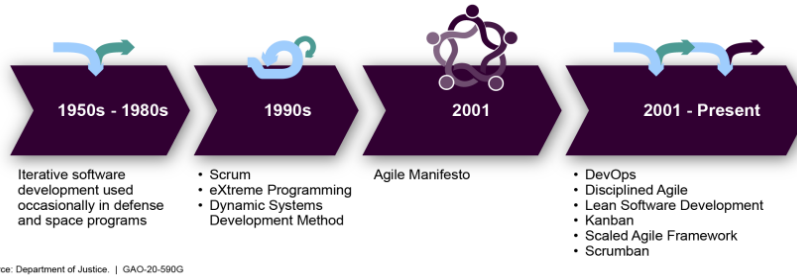 1950s - 1980s
1990s
2001
2001 - Present
Iterative software
development used
occasionally in defense
and space programs
• Scrum
• eXtreme Programming
• Dynamic Systems
Development Method
Agile Manifesto
• DevOps
• Disciplined Agile
• Lean Software Development
• Kanban
• Scaled Agile Framework
• Scrumban
rce: Department of Justice. | GAO-20-590G